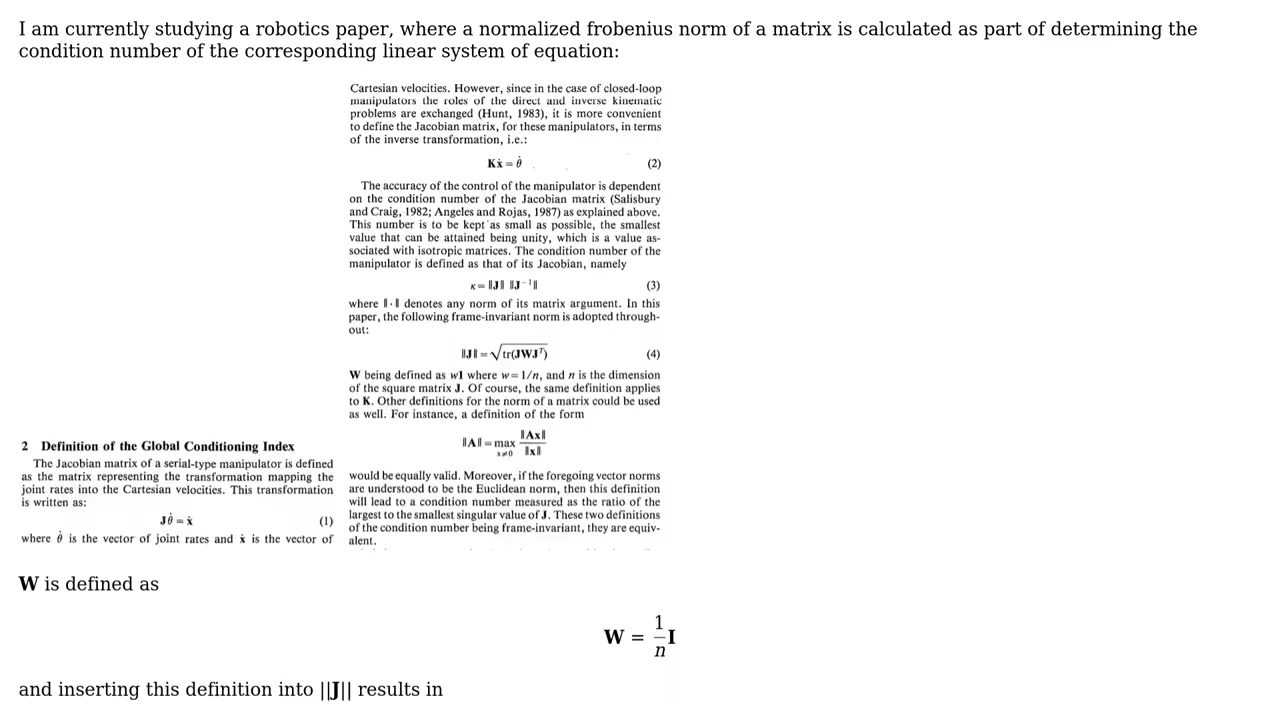 I am currently studying a robotics paper, where a normalized frobenius norm of a matrix is calculated as part of determining the
condition number of the corresponding linear system of equation:
2 Definition of the Global Conditioning Index
The Jacobian matrix of a serial-type manipulator is defined
as the matrix representing the transformation mapping the
joint rates into the Cartesian velocities. This transformation
is written as:
Jθ̇ = ẋ (1)
where θ̇ is the vector of joint rates and ẋ is the vector of
Cartesian velocities. However, since in the case of closed-loop
manipulators the roles of the direct and inverse kinematic
problems are exchanged (Hunt, 1983), it is more convenient
to define the Jacobian matrix, for these manipulators, in terms
of the inverse transformation, i.e.:
Kẋ = θ̇ (2)
The accuracy of the control of the manipulator is dependent
on the condition number of the Jacobian matrix (Salisbury
and Craig, 1982; Angeles and Rojas, 1987) as explained above.
This number is to be kept as small as possible, the smallest
value that can be attained being unity, which is a value as-
sociated with isotropic matrices. The condition number of the
manipulator is defined as that of its Jacobian, namely
κ = ‖J‖ ‖J⁻¹‖ (3)
where ‖·‖ denotes any norm of its matrix argument. In this
paper, the following frame-invariant norm is adopted through-
out:
‖J‖ = √tr(JWJᵀ) (4)
W being defined as w1 where w = 1/n, and n is the dimension
of the square matrix J. Of course, the same definition applies
to K. Other definitions for the norm of a matrix could be used
as well. For instance, a definition of the form
‖A‖ = max x≠0 ‖Ax‖ / ‖x‖
would be equally valid. Moreover, if the foregoing vector norms
are understood to be the Euclidean norm, then this definition
will lead to a condition number measured as the ratio of the
largest to the smallest singular value of J. These two definitions
of the condition number being frame-invariant, they are equiv-
alent.
W is defined as
W = 1/n I
and inserting this definition into ||J|| results in